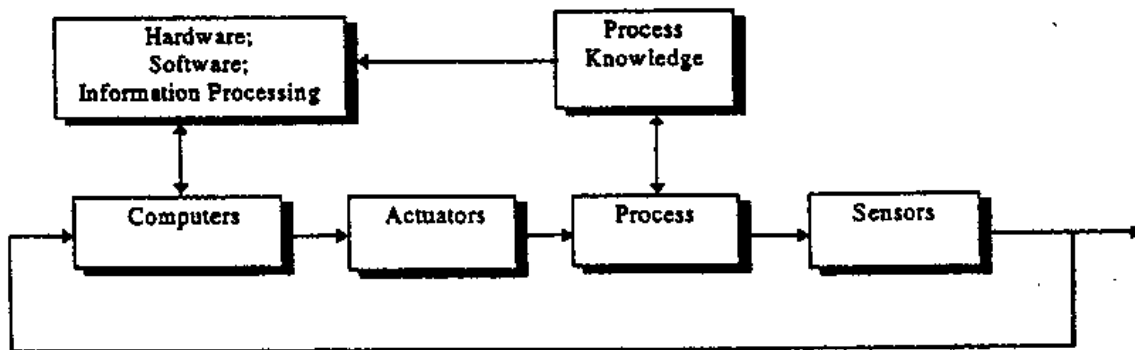 Hardware;
Software;
Information Processing
Process
Knowledge
Computers
Actuators
Process
Sensors